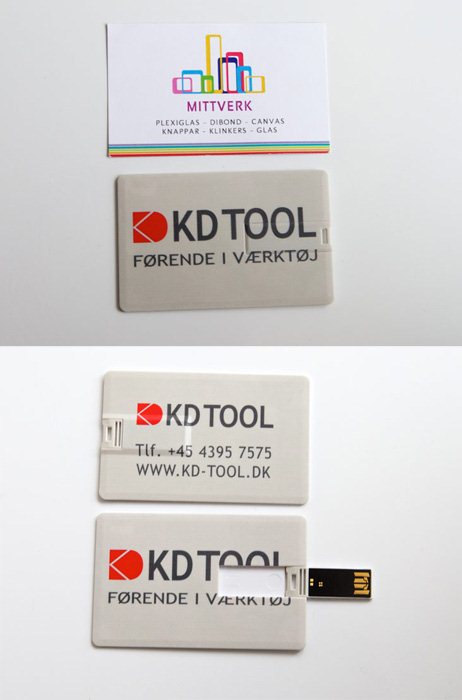 MITTVERK
PLEXIGLAS - DIBOND - CANVAS
KNAPPAR - KLINKERS - GLAS
KD TOOL
FØRENDE I VÆRKTØJ
KD TOOL
Tlf. +45 4395 7575
WWW.KD-TOOL.DK
KD TOOL
FØRENDE I VÆRKTØJ